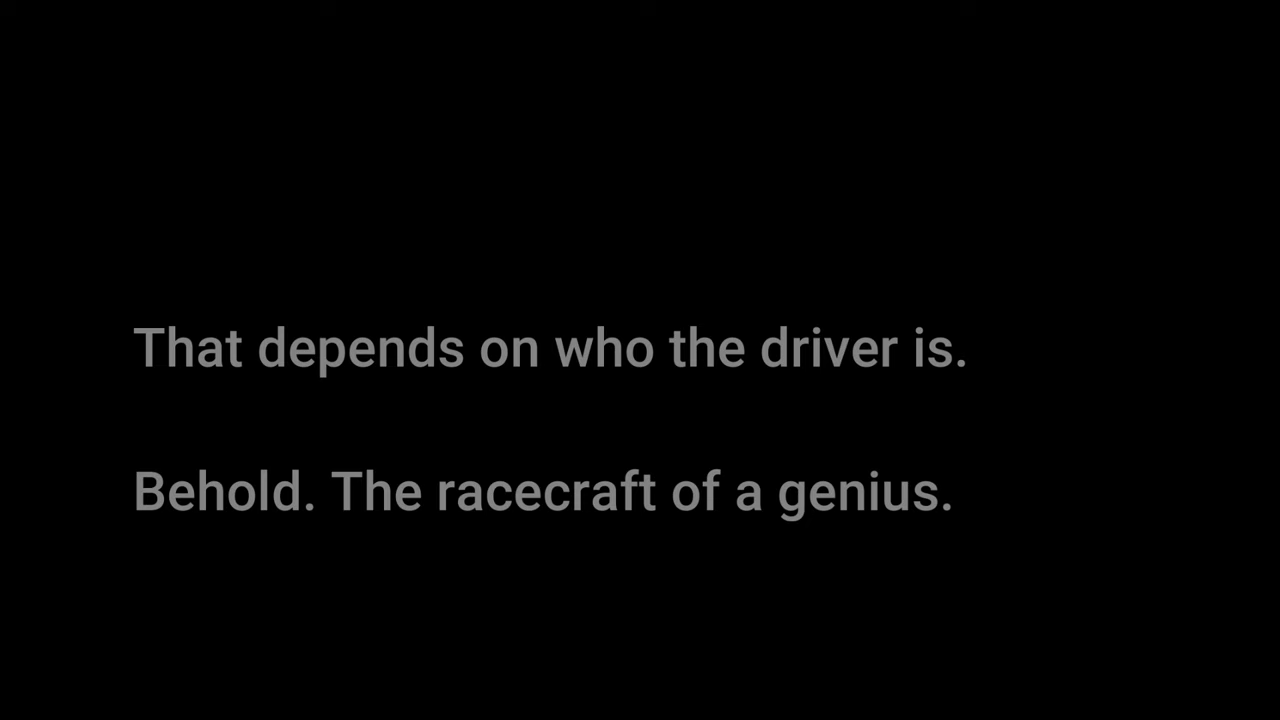 That depends on who the driver is.
Behold. The racecraft of a genius.